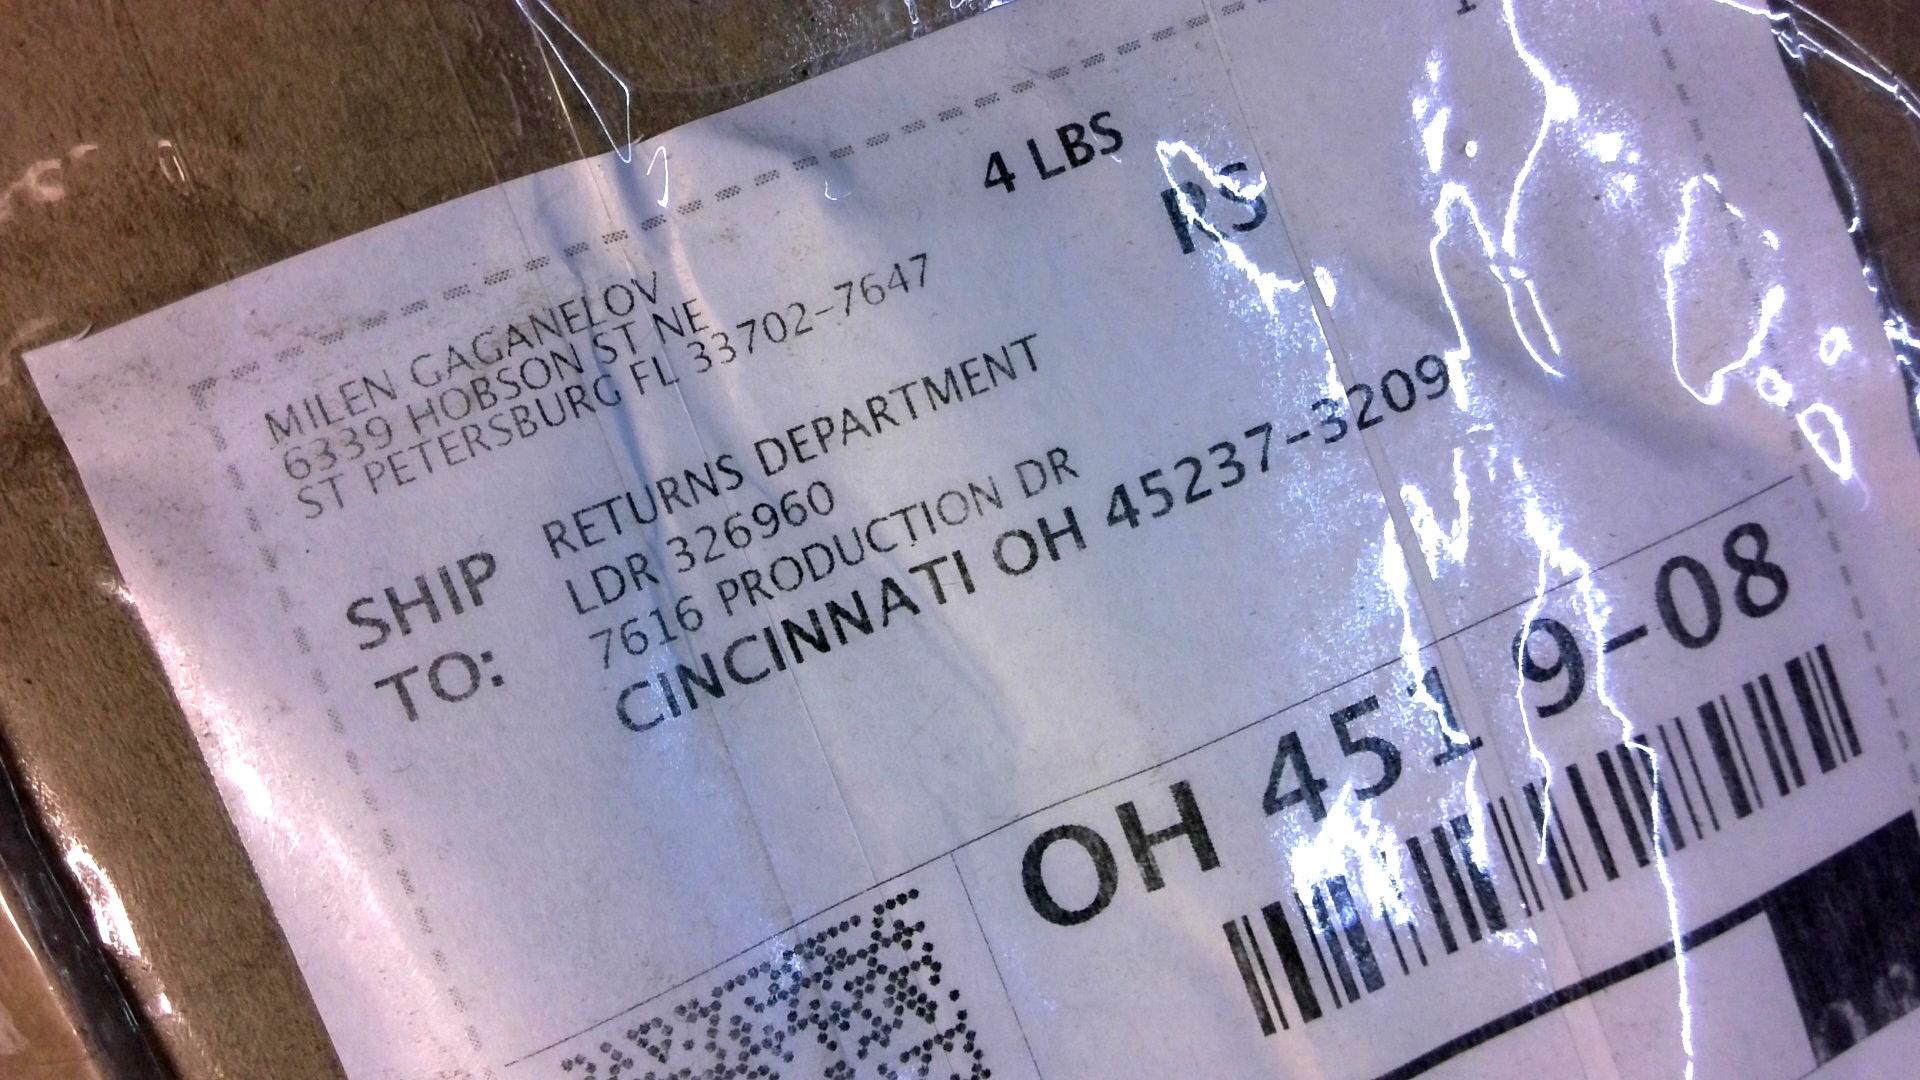 4 LBS
RS
MILEN GAGANELOV
6339 HOBSON ST NE
ST PETERSBURG FL 33702-7647
SHIP
TO:
RETURNS DEPARTMENT
LDR 326960
7616 PRODUCTION DR
CINCINNATI OH 45237-3209
OH 451 9-08